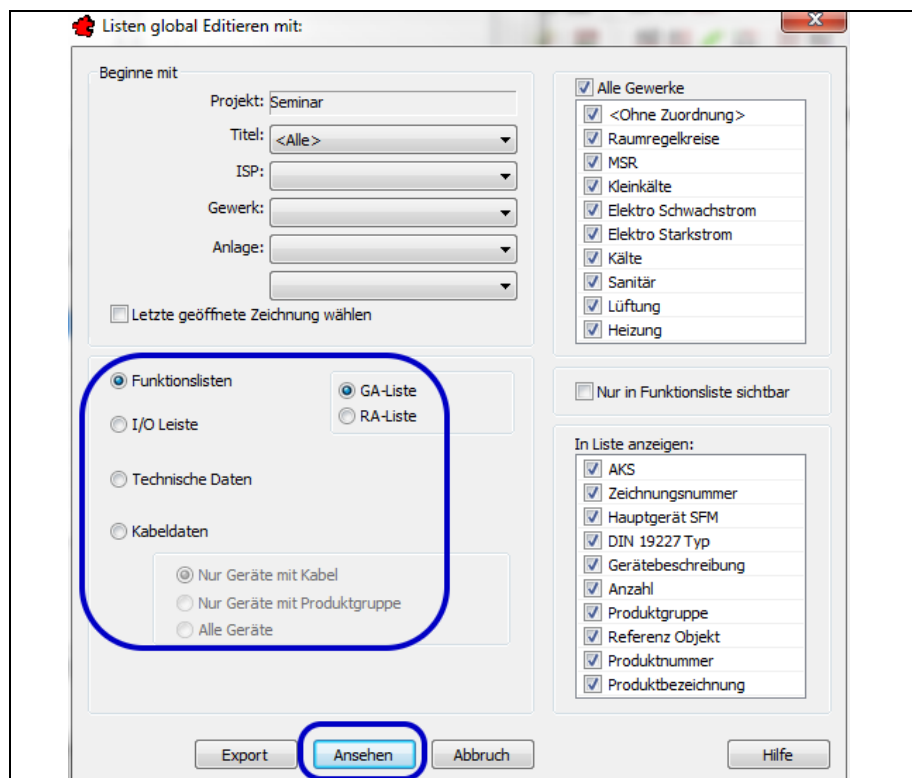 Listen global Editieren mit:
Beginne mit
Projekt: Seminar
Titel: <Alle>
ISP:
Gewerk:
Anlage:
Letzte geöffnete Zeichnung wählen
Alle Gewerke
<Ohne Zuordnung>
Raumregelkreise
MSR
Kleinkälte
Elektro Schwachstrom
Elektro Starkstrom
Kälte
Sanitär
Lüftung
Heizung
Funktionslisten
GA-Liste
RA-Liste
I/O Leiste
Technische Daten
Kabeldaten
Nur Geräte mit Kabel
Nur Geräte mit Produktgruppe
Alle Geräte
Nur in Funktionsliste sichtbar
In Liste anzeigen:
AKS
Zeichnungsnummer
Hauptgerät SFM
DIN 19227 Typ
Gerätebeschreibung
Anzahl
Produktgruppe
Referenz Objekt
Produktnummer
Produktbezeichnung
Export Ansehen Abbruch Hilfe